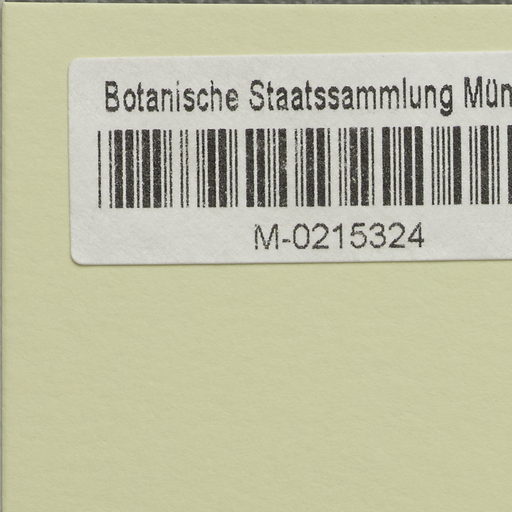 Botanische Staatssammlung Mün
M-0215324